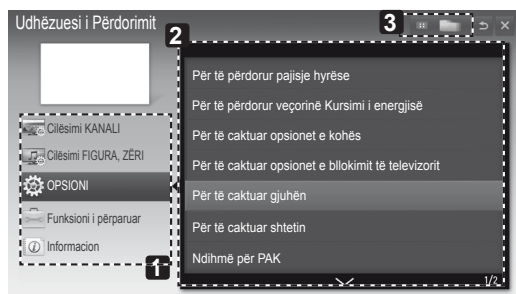 Udhëzuesi i Përdorimit
2
3
Cilësimi KANALI
Cilësimi FIGURA, ZËRI
OPSIONI
Funksioni i përparuar
Informacion
1
Për të përdorur pajisje hyrëse
Për të përdorur veçorinë Kursimi i energjisë
Për të caktuar opsionet e kohës
Për të caktuar opsionet e bllokimit të televizorit
Për të caktuar gjuhën
Për të caktuar shtetin
Ndihmë për PAK
1/2